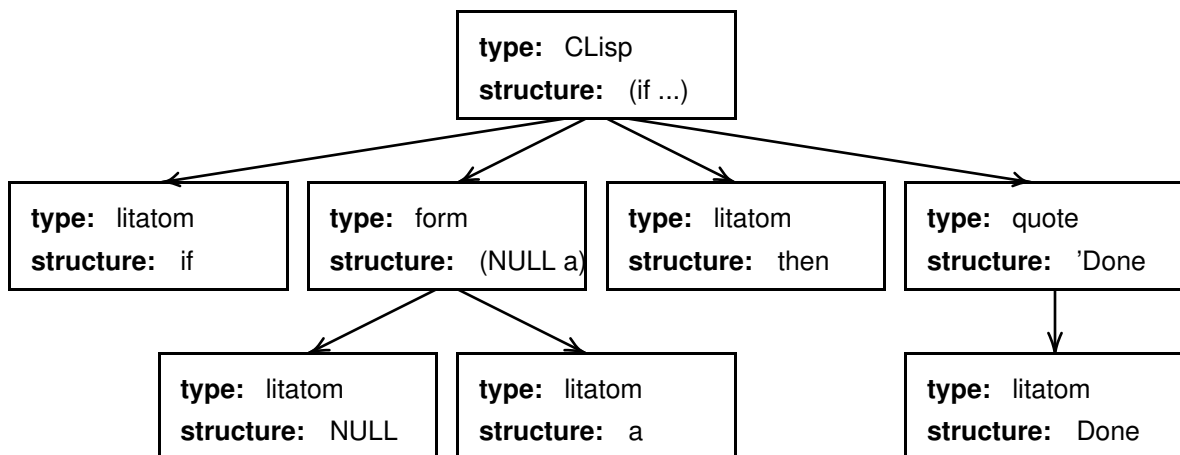 type: CLisp
structure: (if ...)
type: litatom
structure: if
type: form
structure: (NULL a)
type: litatom
structure: then
type: quote
structure: ’Done
type: litatom
structure: NULL
type: litatom
structure: a
type: litatom
structure: Done